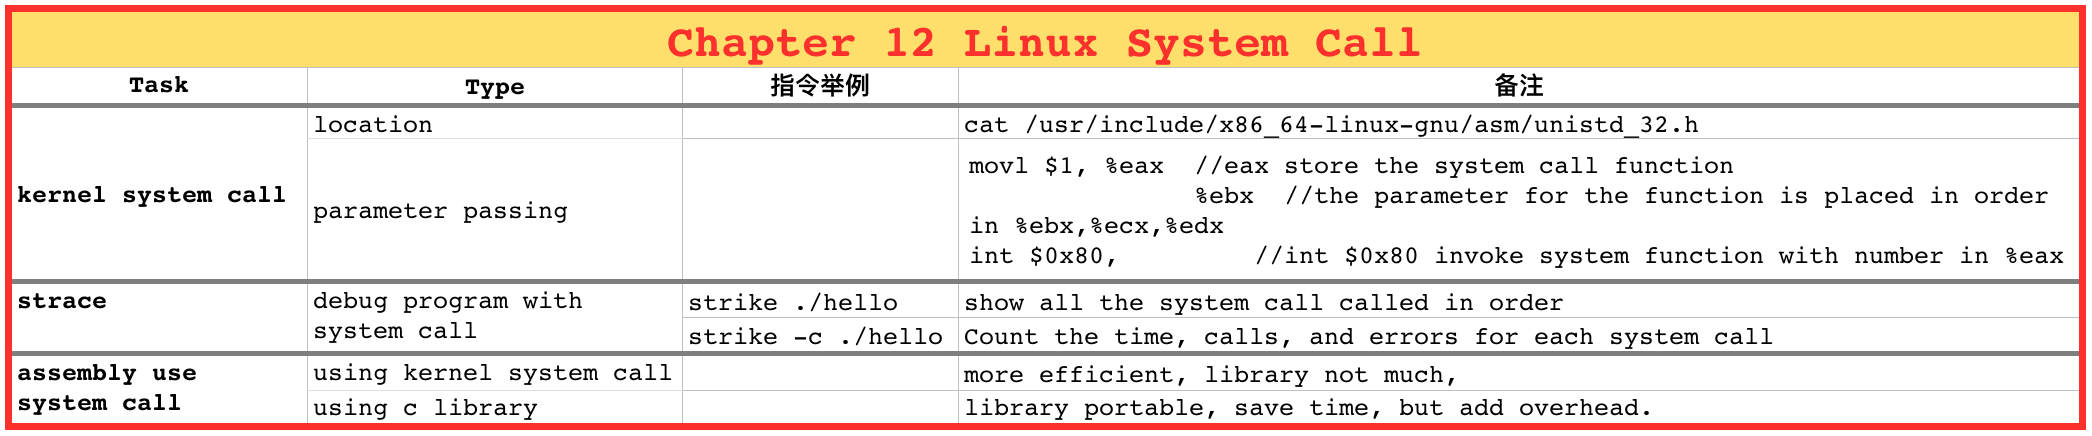 Chapter 12 Linux System Call
Task Type 指令举例 备注
kernel system call
location
cat /usr/include/x86_64-linux-gnu/asm/unistd_32.h
parameter passing
movl $1, %eax  //eax store the system call function
%ebx  //the parameter for the function is placed in order
in %ebx,%ecx,%edx
int $0x80,         //int $0x80 invoke system function with number in %eax
strace
debug program with
system call
strike ./hello
show all the system call called in order
strike -c ./hello
Count the time, calls, and errors for each system call
assembly use
system call
using kernel system call
more efficient, library not much,
using c library
library portable, save time, but add overhead.